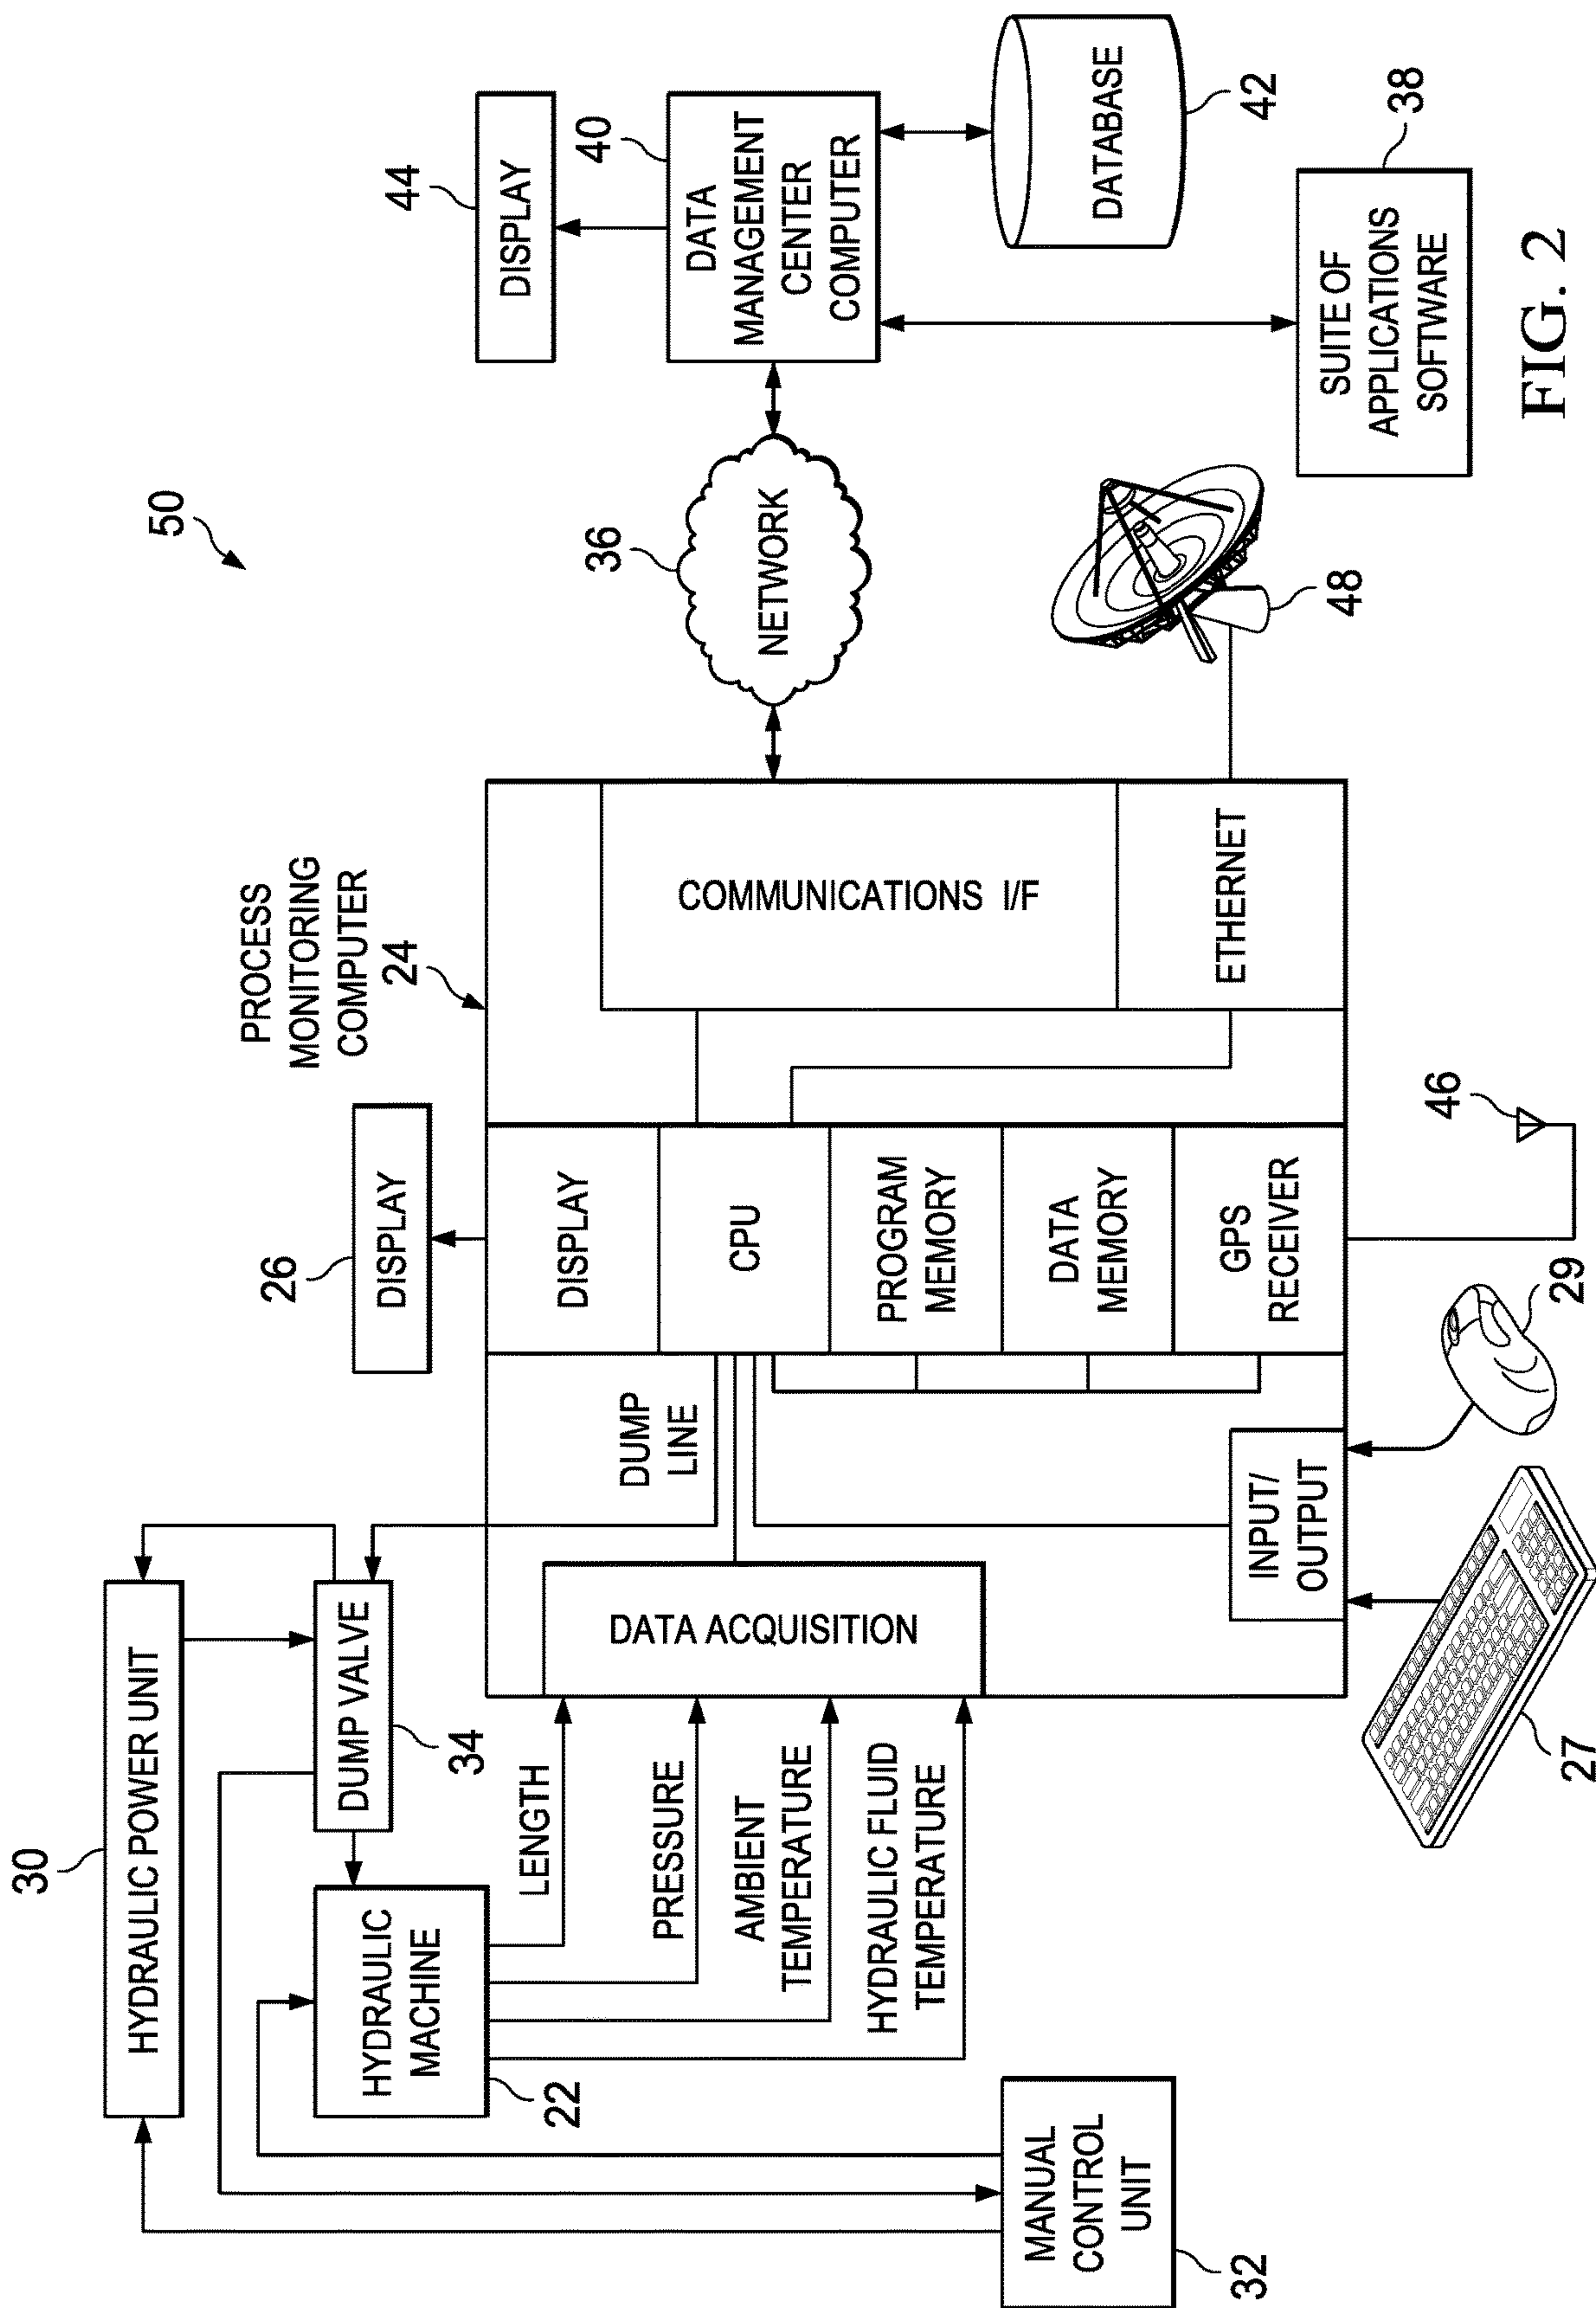 50
30
HYDRAULIC POWER UNIT
DUMP VALVE
34
HYDRAULIC
MACHINE
22
MANUAL
CONTROL
UNIT
32
LENGTH
PRESSURE
AMBIENT
TEMPERATURE
HYDRAULIC FLUID
TEMPERATURE
26
DISPLAY
PROCESS
MONITORING
COMPUTER
24
DUMP
LINE
DATA ACQUISITION
INPUT/
OUTPUT
DISPLAY
CPU
PROGRAM
MEMORY
DATA
MEMORY
GPS
RECEIVER
COMMUNICATIONS I/F
ETHERNET
27
29
46
48
36
NETWORK
44
DISPLAY
40
DATA
MANAGEMENT
CENTER
COMPUTER
DATABASE
42
38
SUITE OF
APPLICATIONS
SOFTWARE
FIG. 2